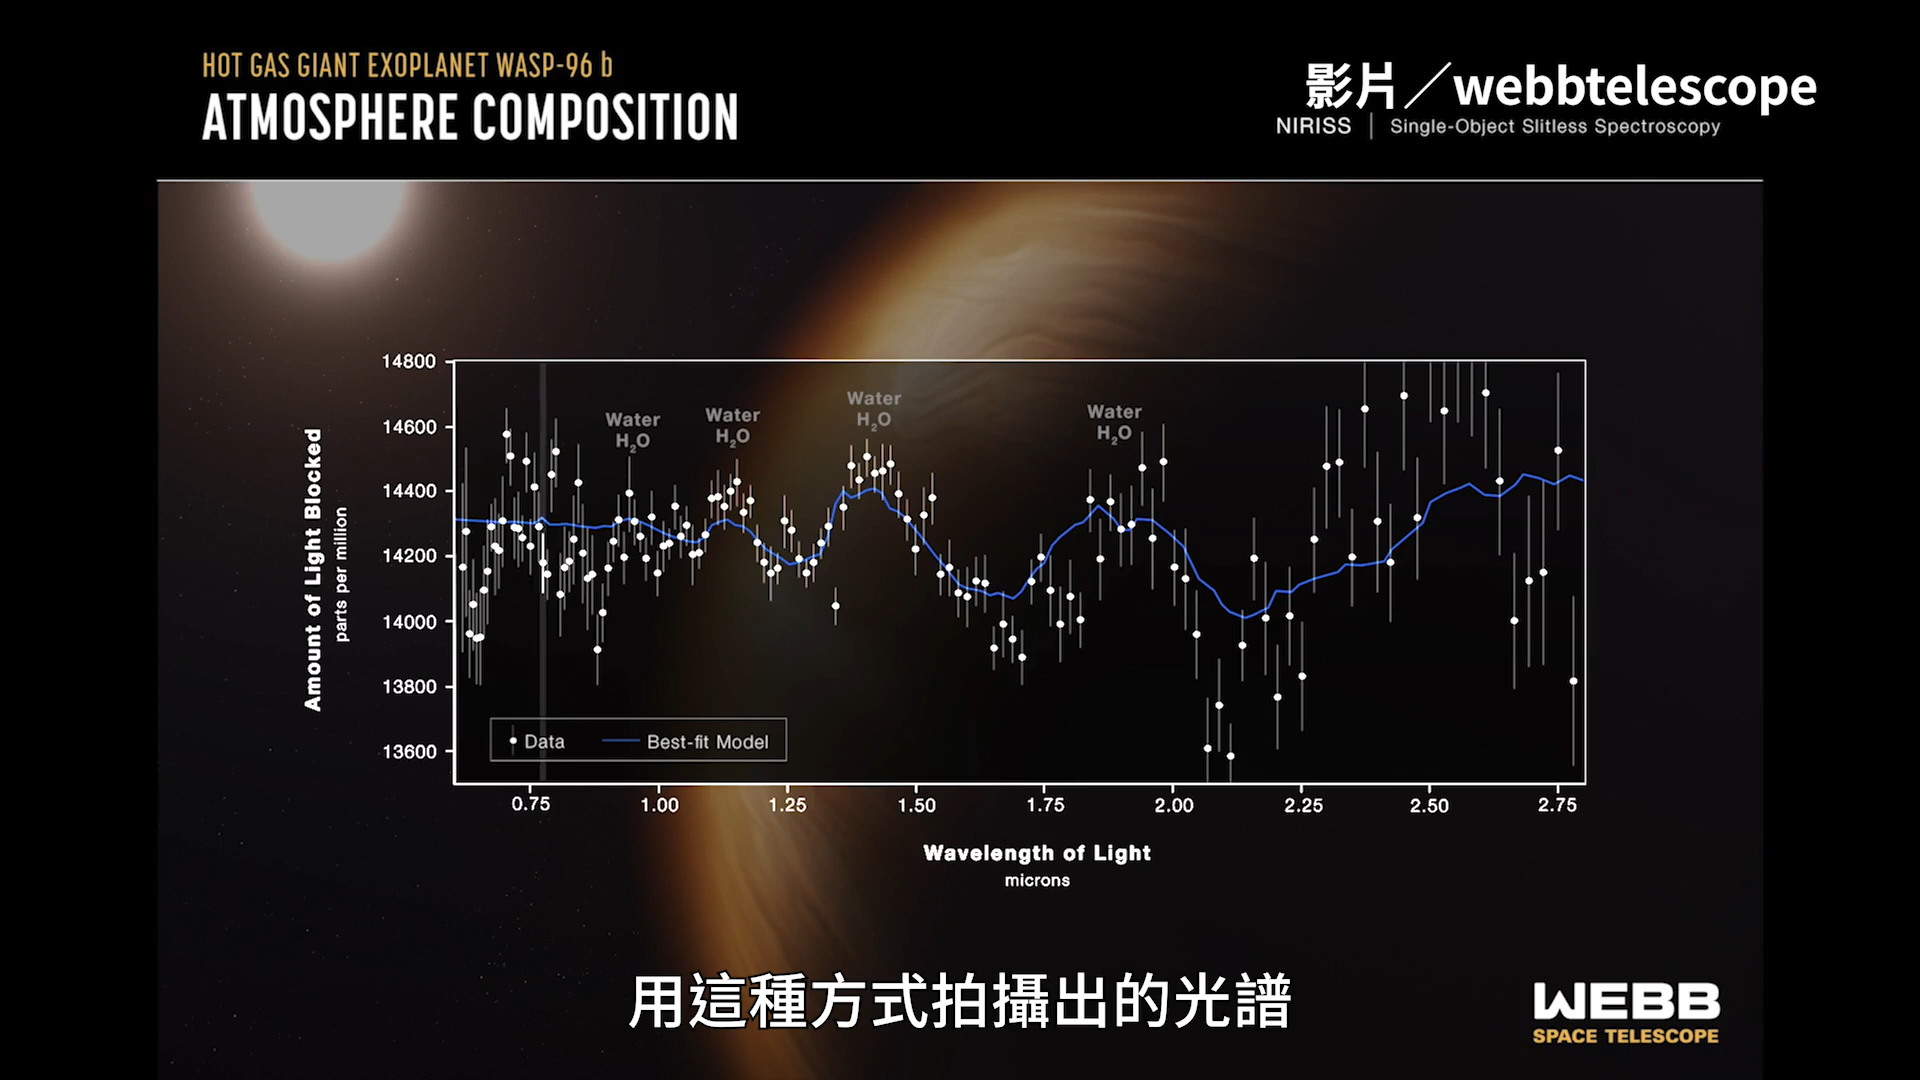 HOT GAS GIANT EXOPLANET WASP-96 b
ATMOSPHERE COMPOSITION
影片／webbtelescope
NIRISS | Single-Object Slitless Spectroscopy
Amount of Light Blocked
parts per million
14800
14600
14400
14200
14000
13800
13600
Water
H₂O
Water
H₂O
Water
H₂O
Water
H₂O
Data
Best-fit Model
0.75 1.00 1.25 1.50 1.75 2.00 2.25 2.50 2.75
Wavelength of Light
microns
用這種方式拍攝出的光譜
WEBB
SPACE TELESCOPE